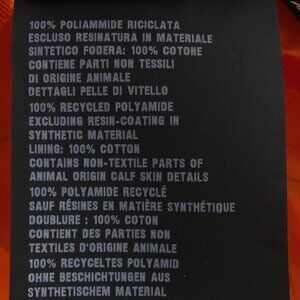 100% POLIAMMIDE RICICLATA
ESCLUSO RESINATURA IN MATERIALE
SINTETICO FODERA: 100% COTONE
CONTIENE PARTI NON TESSILI
DI ORIGINE ANIMALE
DETTAGLI PELLE DI VITELLO
100% RECYCLED POLYAMIDE
EXCLUDING RESIN-COATING IN
SYNTHETIC MATERIAL
LINING: 100% COTTON
CONTAINS NON-TEXTILE PARTS OF
ANIMAL ORIGIN CALF SKIN DETAILS
100% POLYAMIDE RECYCLÉ
SAUF RÉSINES EN MATIÈRE SYNTHÉTIQUE
DOUBLURE : 100% COTON
CONTIENT DES PARTIES NON
TEXTILES D'ORIGINE ANIMALE
100% RECYCELTES POLYAMID
OHNE BESCHICHTUNGEN AUS
SYNTHETISCHEM MATERIAL